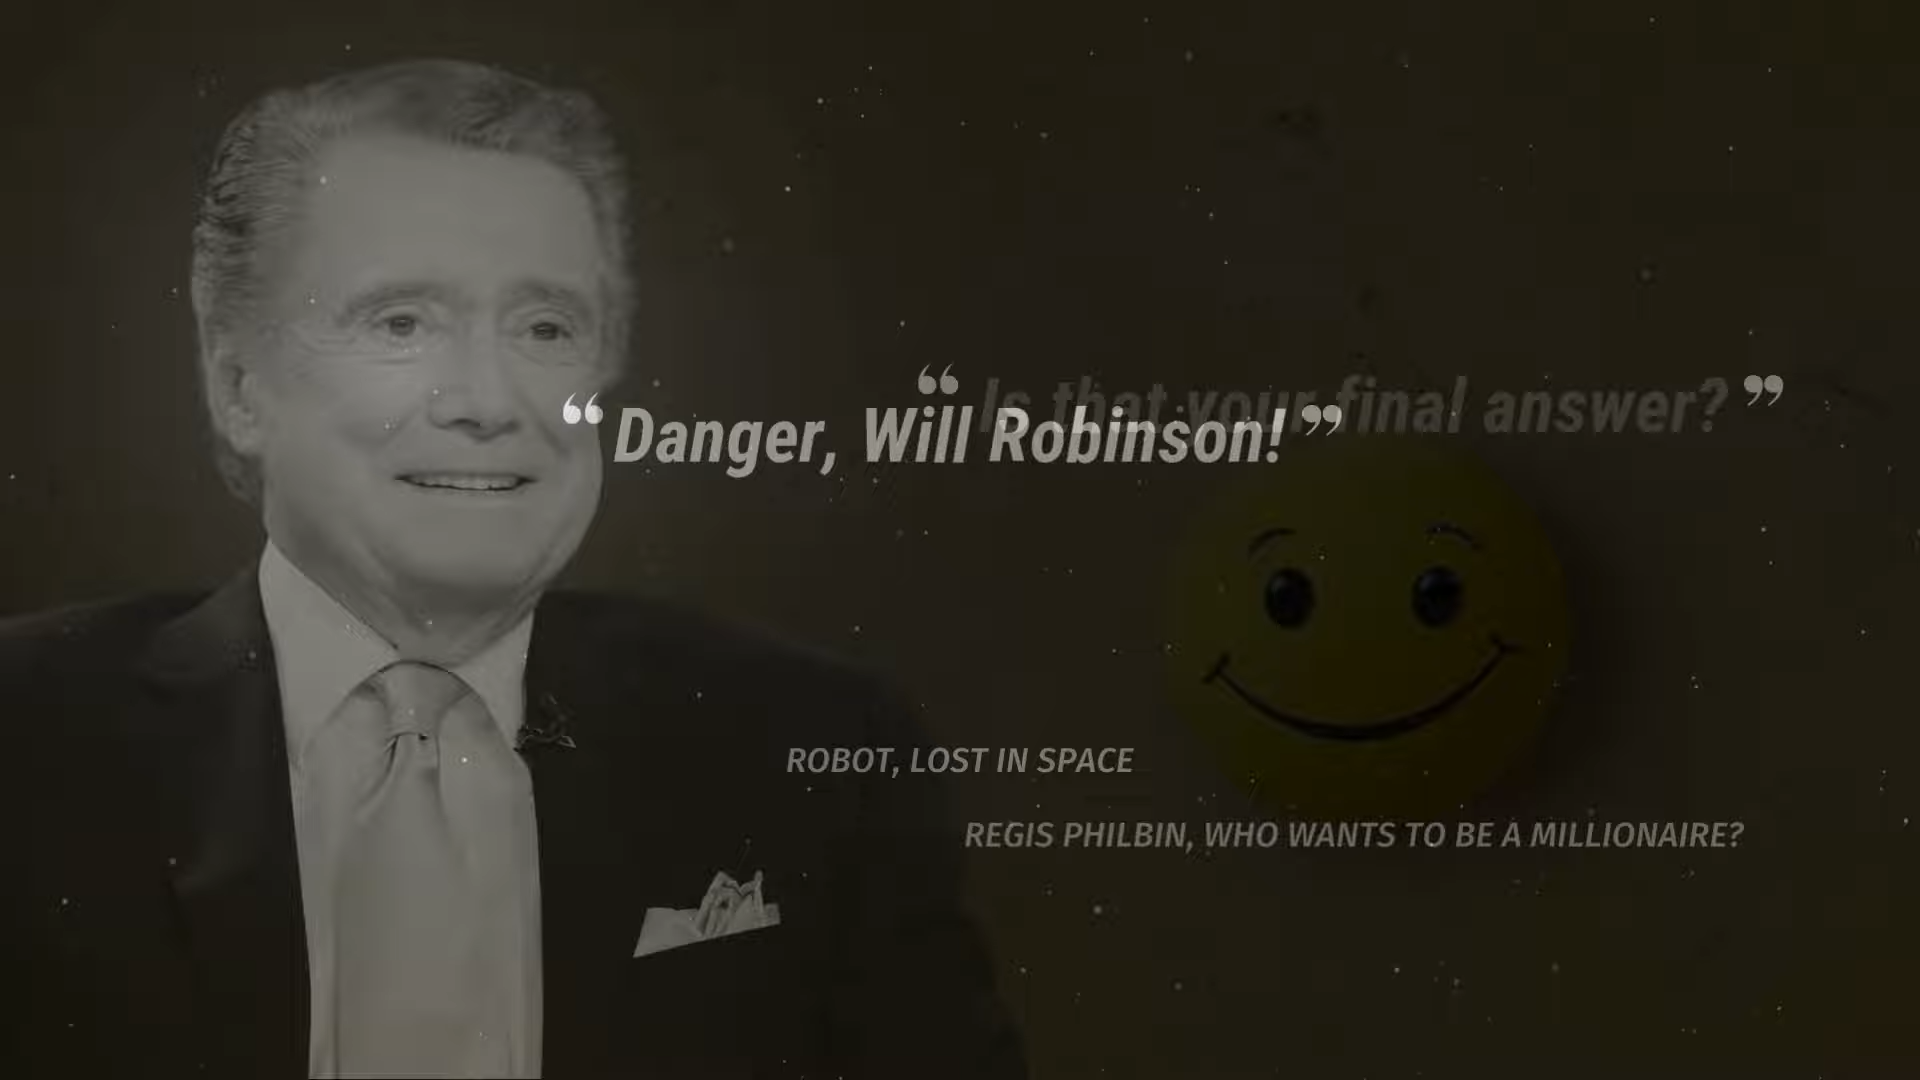 “ Is that your final answer? ”
“ Danger, Will Robinson! ”
ROBOT, LOST IN SPACE
REGIS PHILBIN, WHO WANTS TO BE A MILLIONAIRE?